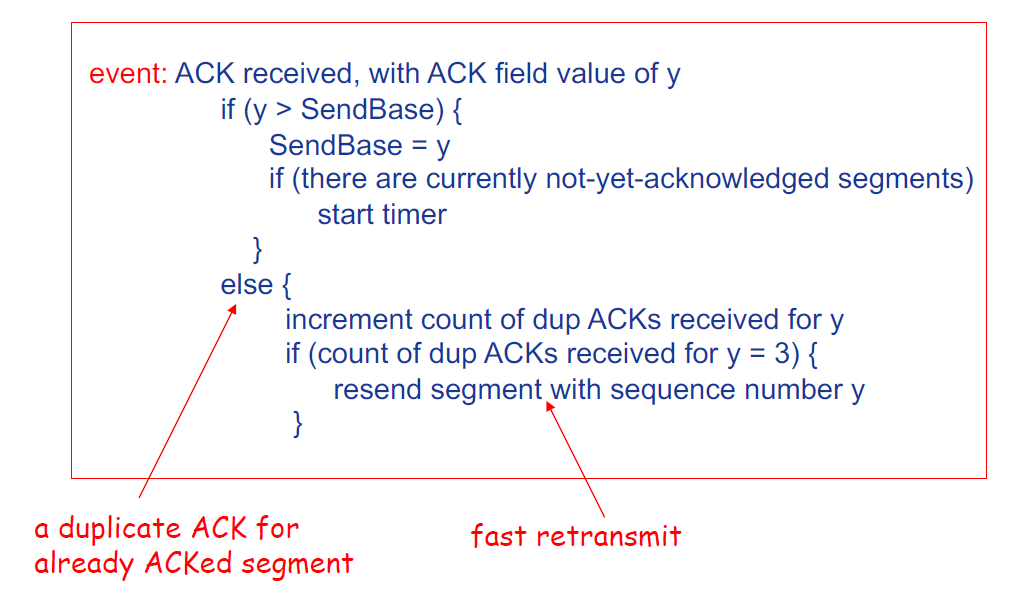 event: ACK received, with ACK field value of y
if (y > SendBase) {
SendBase = y
if (there are currently not-yet-acknowledged segments)
start timer
}
else {
increment count of dup ACKs received for y
if (count of dup ACKs received for y = 3) {
resend segment with sequence number y
}
a duplicate ACK for
already ACKed segment
fast retransmit